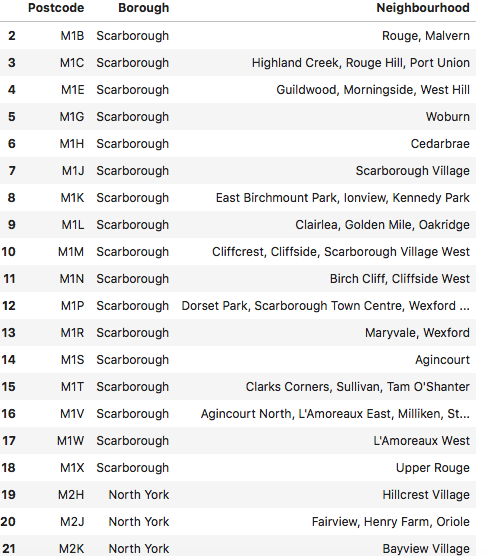 Postcode Borough Neighbourhood
2 M1B Scarborough Rouge, Malvern
3 M1C Scarborough Highland Creek, Rouge Hill, Port Union
4 M1E Scarborough Guildwood, Morningside, West Hill
5 M1G Scarborough Woburn
6 M1H Scarborough Cedarbrae
7 M1J Scarborough Scarborough Village
8 M1K Scarborough East Birchmount Park, Ionview, Kennedy Park
9 M1L Scarborough Clairlea, Golden Mile, Oakridge
10 M1M Scarborough Cliffcrest, Cliffside, Scarborough Village West
11 M1N Scarborough Birch Cliff, Cliffside West
12 M1P Scarborough Dorset Park, Scarborough Town Centre, Wexford ...
13 M1R Scarborough Maryvale, Wexford
14 M1S Scarborough Agincourt
15 M1T Scarborough Clarks Corners, Sullivan, Tam O'Shanter
16 M1V Scarborough Agincourt North, L'Amoreaux East, Milliken, St...
17 M1W Scarborough L'Amoreaux West
18 M1X Scarborough Upper Rouge
19 M2H North York Hillcrest Village
20 M2J North York Fairview, Henry Farm, Oriole
21 M2K North York Bayview Village